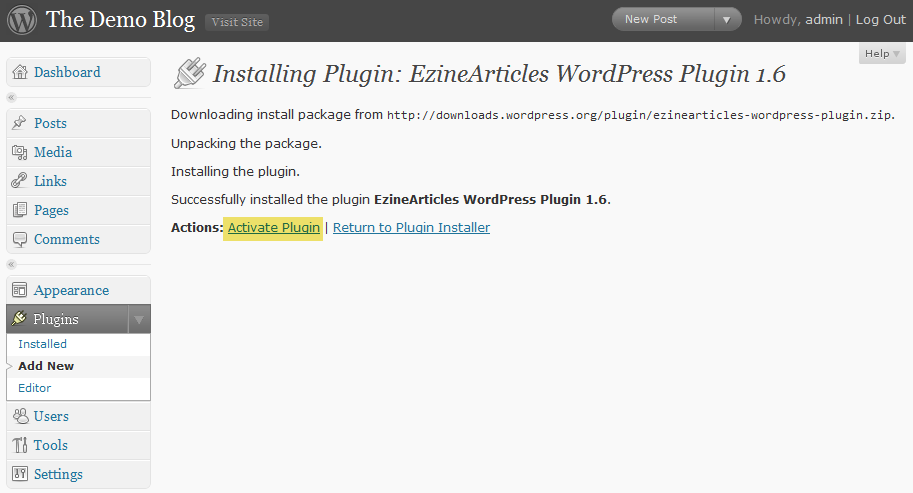 The Demo Blog Visit Site New Post Howdy, admin | Log Out
Help
Dashboard
Posts
Media
Links
Pages
Comments
Appearance
Plugins
Installed
Add New
Editor
Users
Tools
Settings
Installing Plugin: EzineArticles WordPress Plugin 1.6
Downloading install package from http://downloads.wordpress.org/plugin/ezinearticles-wordpress-plugin.zip.
Unpacking the package.
Installing the plugin.
Successfully installed the plugin EzineArticles WordPress Plugin 1.6.
Actions: Activate Plugin | Return to Plugin Installer